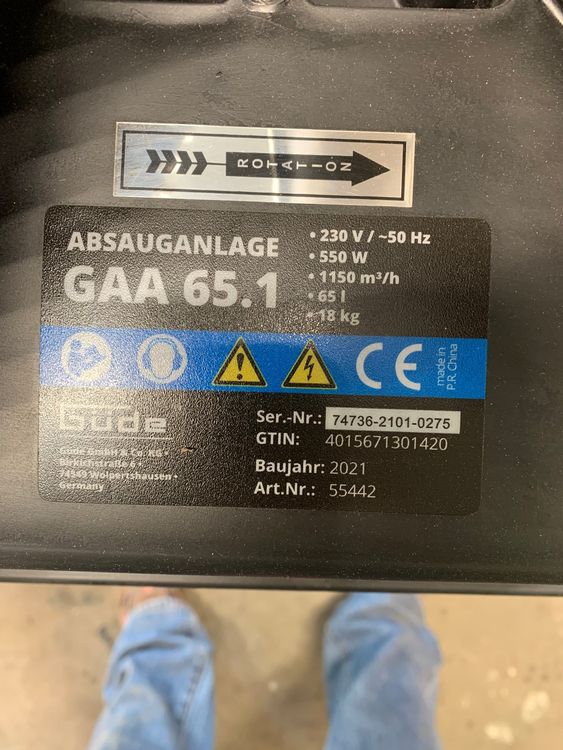 ROTATION
ABSAUGANLAGE
GAA 65.1
• 230 V / ~50 Hz
• 550 W
• 1150 m³/h
• 65 l
• 18 kg
CE
made in
P.R. China
Güde®
Güde GmbH & Co. KG •
Birkichstraße 6 •
74549 Wolpertshausen •
Germany
Ser.-Nr.: 74736-2101-0275
GTIN: 4015671301420
Baujahr: 2021
Art.Nr.: 55442